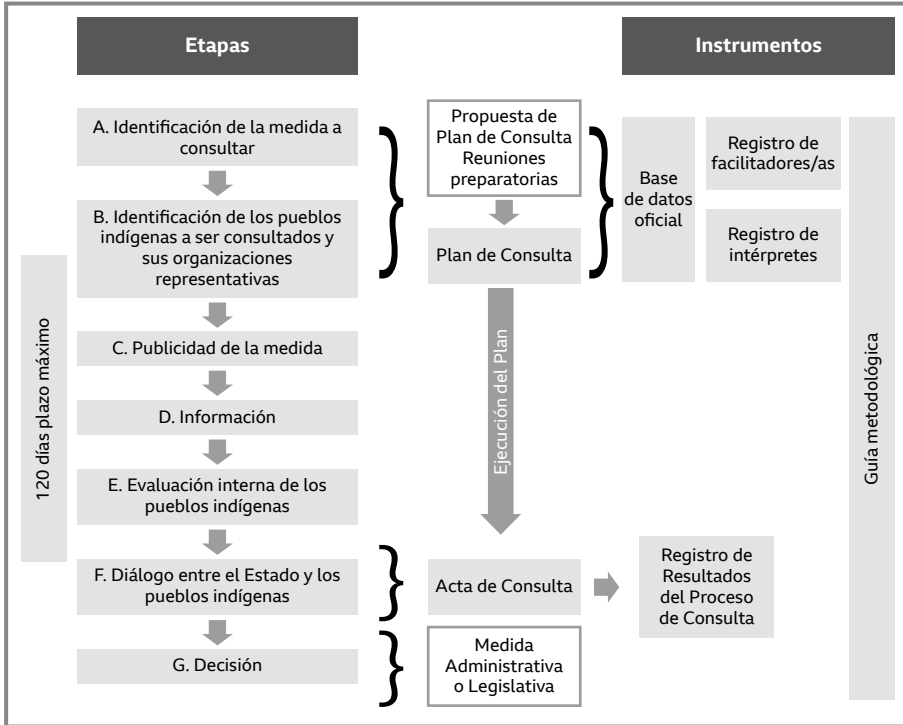 Etapas
Instrumentos
A. Identificación de la medida a
consultar
B. Identificación de los pueblos
indígenas a ser consultados y
sus organizaciones
representativas
C. Publicidad de la medida
D. Información
E. Evaluación interna de los
pueblos indígenas
F. Diálogo entre el Estado y los
pueblos indígenas
G. Decisión
120 días plazo máximo
Propuesta de
Plan de Consulta
Reuniones
preparatorias
Plan de Consulta
Ejecución del Plan
Acta de Consulta
Medida
Administrativa
o Legislativa
Base
de datos
oficial
Registro de
facilitadores/as
Registro de
intérpretes
Registro de
Resultados
del Proceso
de Consulta
Guía metodológica